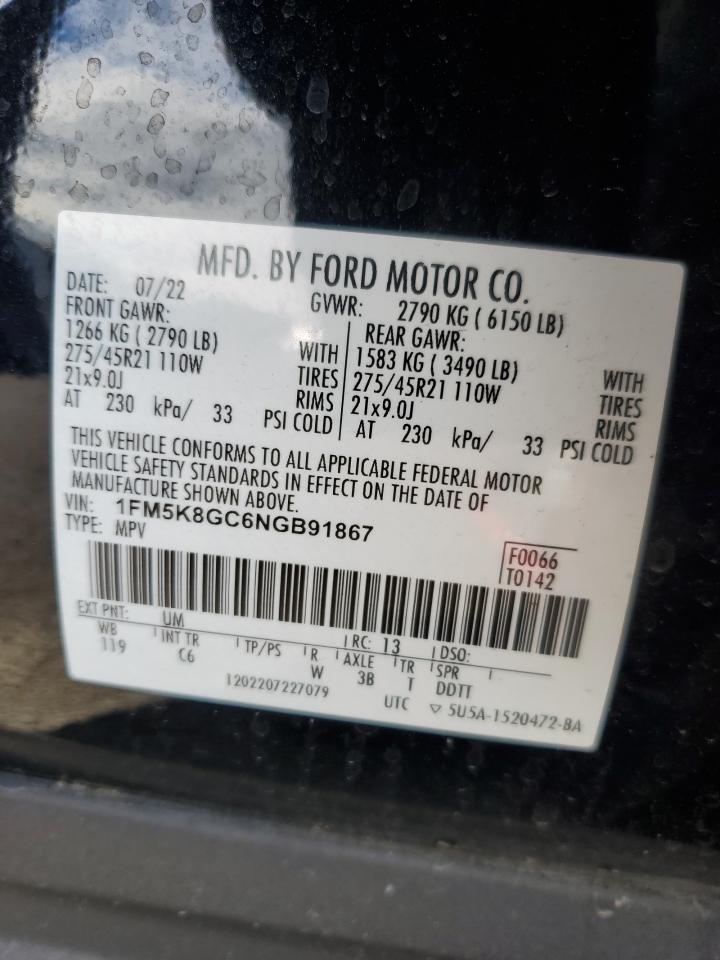 MFD. BY FORD MOTOR CO.
DATE: 07/22 GVWR: 2790 KG ( 6150 LB)
FRONT GAWR: REAR GAWR:
1266 KG ( 2790 LB) WITH 1583 KG ( 3490 LB) WITH
275/45R21 110W TIRES 275/45R21 110W TIRES
21x9.0J RIMS 21x9.0J RIMS
AT 230 kPa/ 33 PSI COLD AT 230 kPa/ 33 PSI COLD
THIS VEHICLE CONFORMS TO ALL APPLICABLE FEDERAL MOTOR
VEHICLE SAFETY STANDARDS IN EFFECT ON THE DATE OF
MANUFACTURE SHOWN ABOVE.
VIN: 1FM5K8GC6NGB91867
TYPE: MPV
F0066
T0142
EXT PNT: UM RC: 13 DSO:
WB INT TR TP/PS R AXLE TR SPR
119 C6 W 3B T DDTT
1202207227079 UTC ▽ 5U5A-1520472-BA